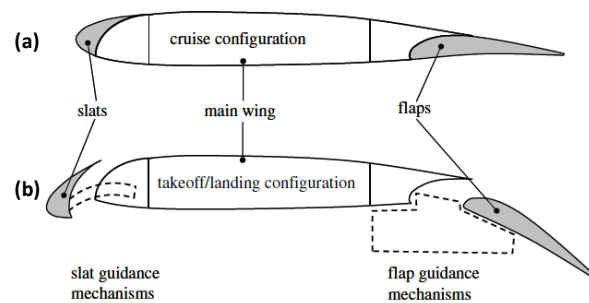 (a)
cruise configuration
slats
main wing
flaps
(b)
takeoff/landing configuration
slat guidance
mechanisms
flap guidance
mechanisms